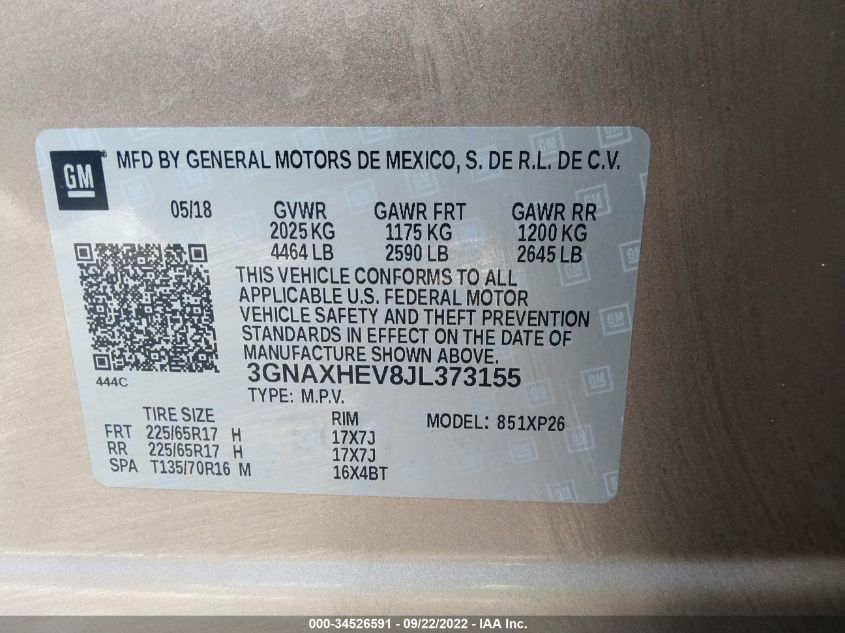 GM
MFD BY GENERAL MOTORS DE MEXICO, S. DE R.L. DE C.V.
05/18 GVWR GAWR FRT GAWR RR
2025 KG 1175 KG 1200 KG
4464 LB 2590 LB 2645 LB
THIS VEHICLE CONFORMS TO ALL
APPLICABLE U.S. FEDERAL MOTOR
VEHICLE SAFETY AND THEFT PREVENTION
STANDARDS IN EFFECT ON THE DATE OF
MANUFACTURE SHOWN ABOVE.
444C
3GNAXHEV8JL373155
TYPE: M.P.V.
TIRE SIZE RIM MODEL: 851XP26
FRT 225/65R17 H 17X7J
RR 225/65R17 H 17X7J
SPA T135/70R16 M 16X4BT
000-34526591 - 09/22/2022 - IAA Inc.